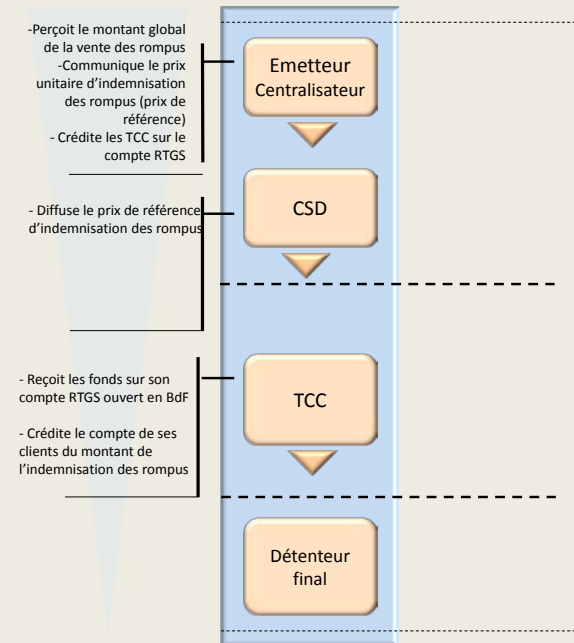 -Perçoit le montant global
de la vente des rompus
-Communique le prix
unitaire d'indemnisation
des rompus (prix de
référence)
- Crédite les TCC sur le
compte RTGS
Emetteur
Centralisateur
- Diffuse le prix de référence
d'indemnisation des rompus
CSD
- Reçoit les fonds sur son
compte RTGS ouvert en BdF
- Crédite le compte de ses
clients du montant de
l'indemnisation des rompus
TCC
Détenteur
final